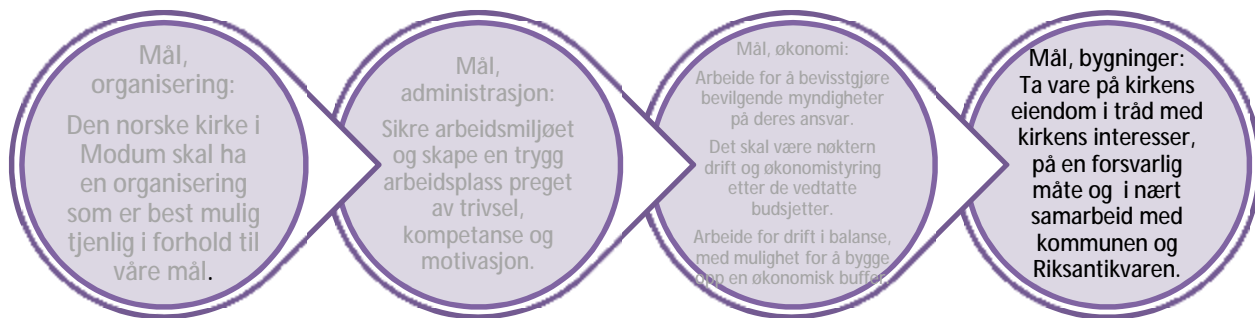 Mål,
organisering:
Den norske kirke i
Modum skal ha
en organisering
som er best mulig
tjenlig i forhold til
våre mål.
Mål,
administrasjon:
Sikre arbeidsmiljøet
og skape en trygg
arbeidsplass preget
av trivsel,
kompetanse og
motivasjon.
Mål, økonomi:
Arbeide for å bevisstgjøre
bevilgende myndigheter
på deres ansvar.
Det skal være nøktern
drift og økonomistyring
etter de vedtatte
budsjetter.
Arbeide for drift i balanse,
med mulighet for å bygge
opp en økonomisk buffer.
Mål, bygninger:
Ta vare på kirkens
eiendom i tråd med
kirkens interesser,
på en forsvarlig
måte og i nært
samarbeid med
kommunen og
Riksantikvaren.